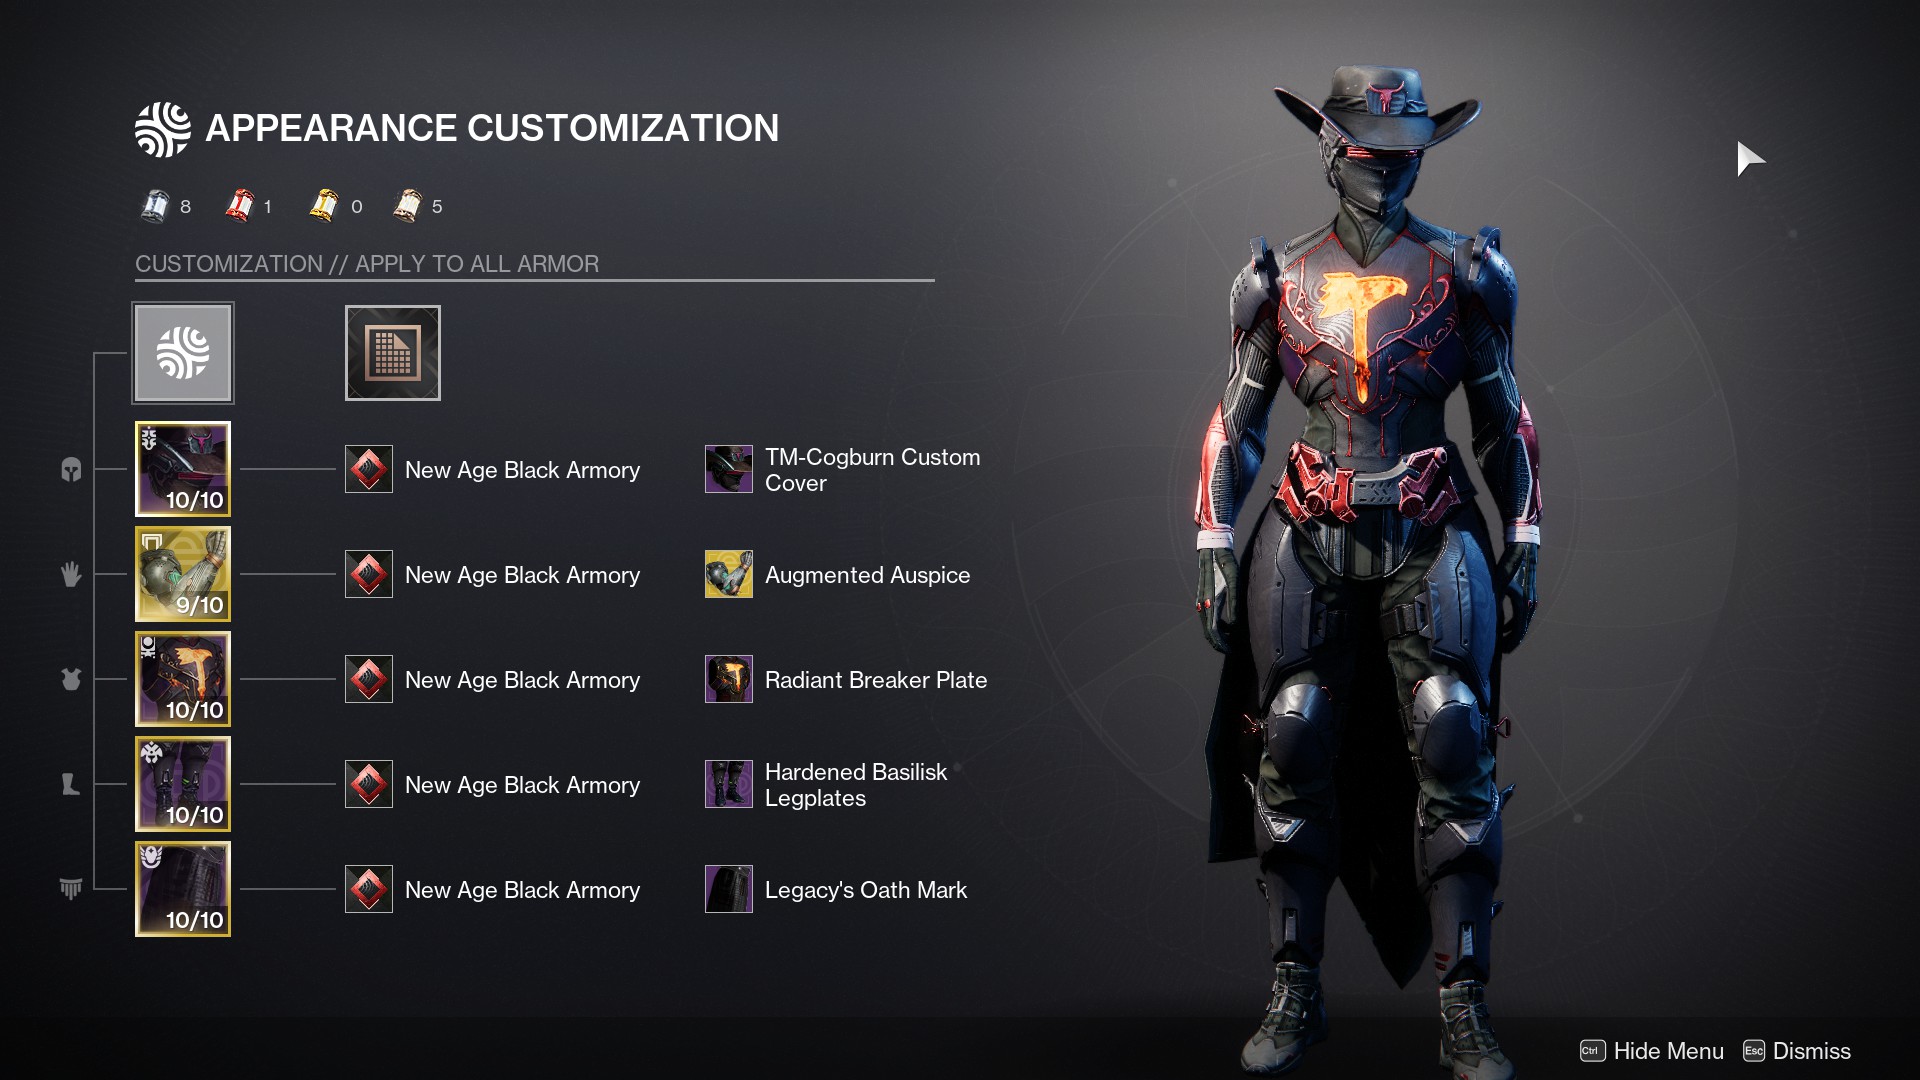 APPEARANCE CUSTOMIZATION
8 1 0 5
CUSTOMIZATION // APPLY TO ALL ARMOR
10/10
New Age Black Armory
TM-Cogburn Custom
Cover
9/10
New Age Black Armory
Augmented Auspice
10/10
New Age Black Armory
Radiant Breaker Plate
10/10
New Age Black Armory
Hardened Basilisk
Legplates
10/10
New Age Black Armory
Legacy's Oath Mark
Ctrl Hide Menu Esc Dismiss